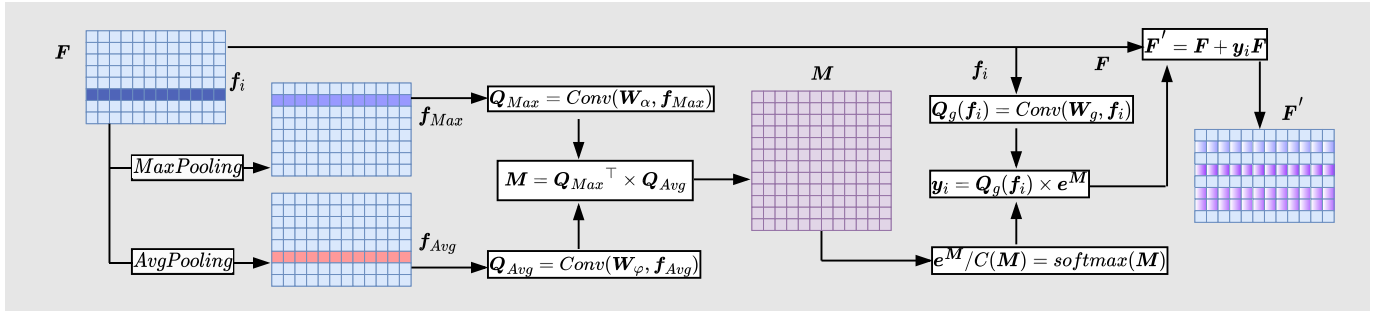 F
f_i
MaxPooling
AvgPooling
f_Max
f_Avg
Q_Max = Conv(W_α, f_Max)
M = Q_Max^⊤ × Q_Avg
Q_Avg = Conv(W_φ, f_Avg)
M
f_i
F
Q_g(f_i) = Conv(W_g, f_i)
y_i = Q_g(f_i) × e^M
e^M/C(M) = softmax(M)
F′ = F + y_iF
F′